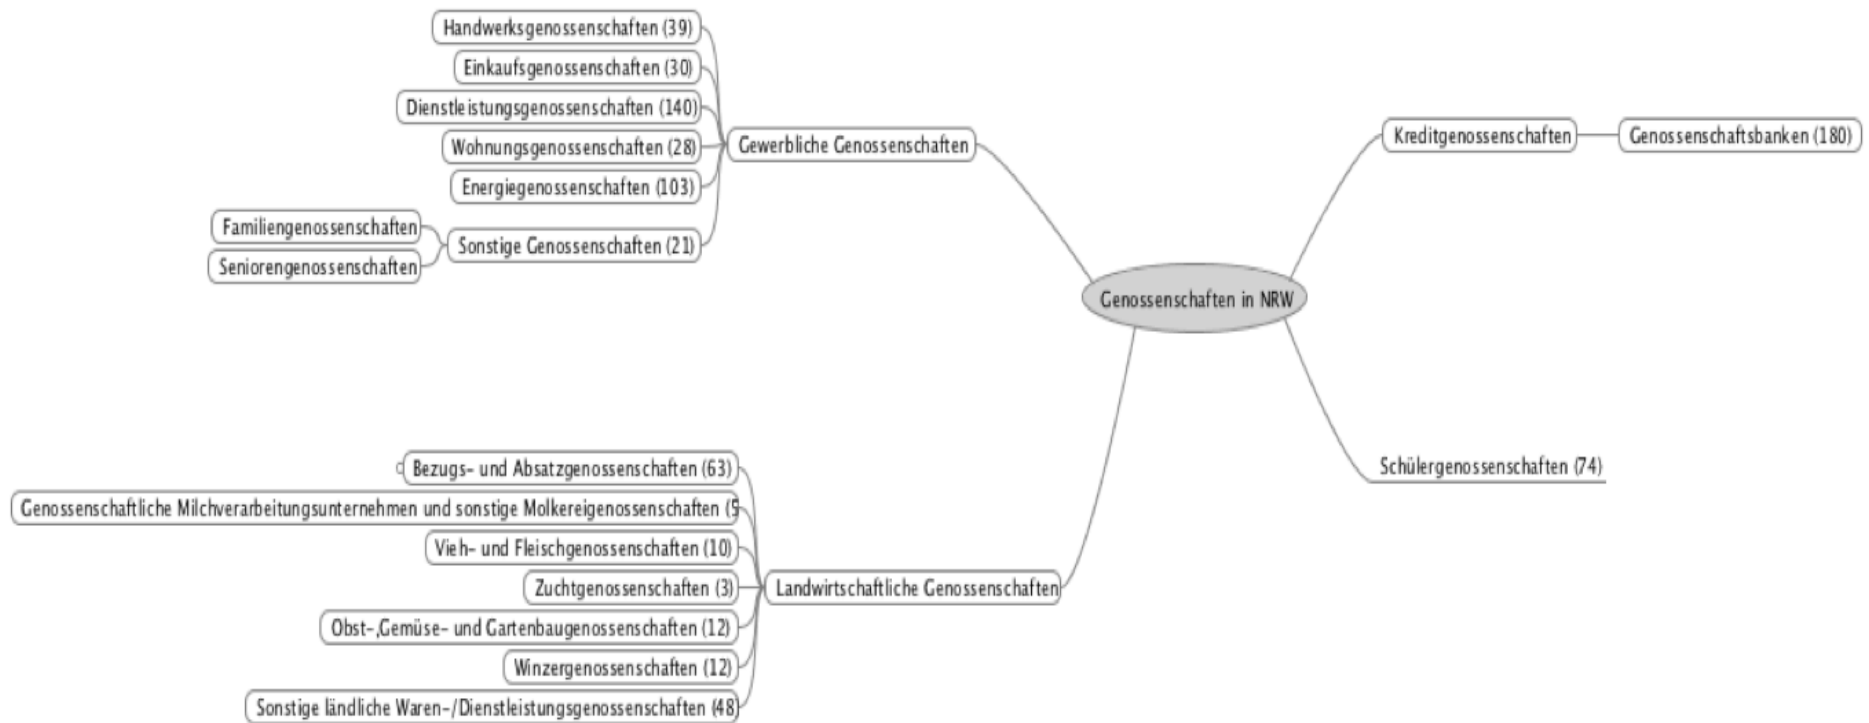 Handwerksgenossenschaften (39)
Einkaufsgenossenschaften (30)
Dienstleistungsgenossenschaften (140)
Wohnungsgenossenschaften (28)
Energiegenossenschaften (103)
Familiengenossenschaften
Seniorengenossenschaften
Sonstige Genossenschaften (21)
Gewerbliche Genossenschaften
Kreditgenossenschaften
Genossenschaftsbanken (180)
Genossenschaften in NRW
Schülergenossenschaften (74)
Bezugs- und Absatzgenossenschaften (63)
Genossenschaftliche Milchverarbeitungsunternehmen und sonstige Molkereigenossenschaften (5
Vieh- und Fleischgenossenschaften (10)
Zuchtgenossenschaften (3)
Obst-,Gemüse- und Gartenbaugenossenschaften (12)
Winzergenossenschaften (12)
Sonstige ländliche Waren-/Dienstleistungsgenossenschaften (48)
Landwirtschaftliche Genossenschaften